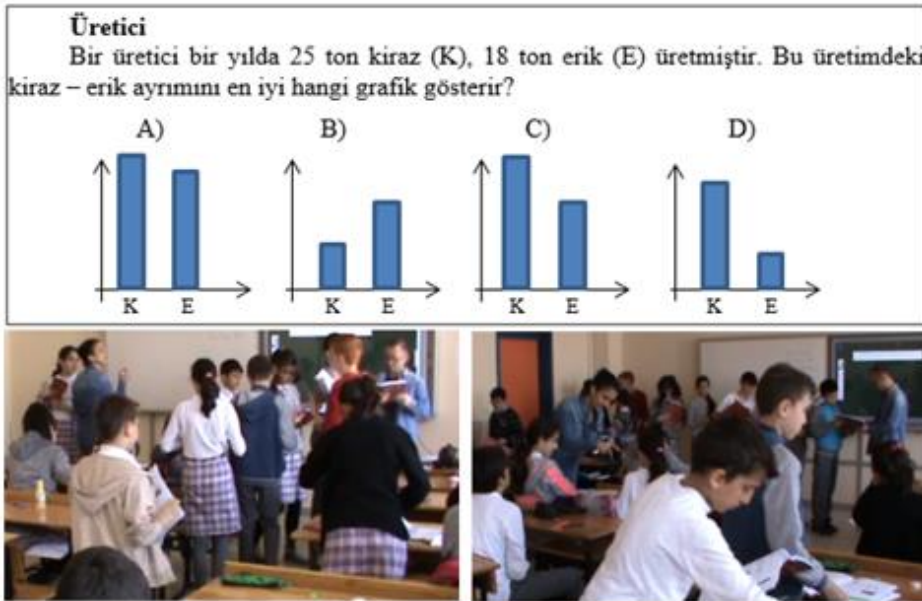 Üretici
Bir üretici bir yılda 25 ton kiraz (K), 18 ton erik (E) üretmiştir. Bu üretimdeki
kiraz – erik ayrımını en iyi hangi grafik gösterir?
A) B) C) D)
K E K E K E K E